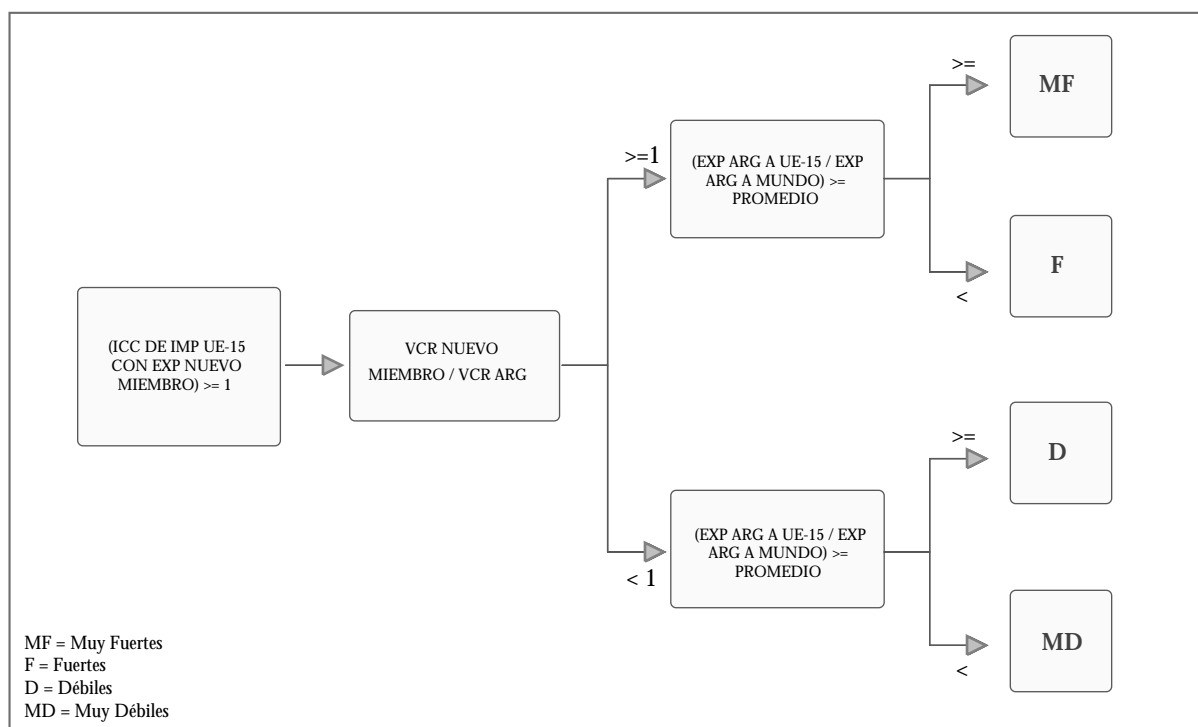 (ICC DE IMP UE-15
CON EXP NUEVO
MIEMBRO) >= 1
VCR NUEVO
MIEMBRO / VCR ARG
>=1
(EXP ARG A UE-15 / EXP
ARG A MUNDO) >=
PROMEDIO
>=
MF
<
F
< 1
(EXP ARG A UE-15 / EXP
ARG A MUNDO) >=
PROMEDIO
>=
D
<
MD
MF = Muy Fuertes
F = Fuertes
D = Débiles
MD = Muy Débiles